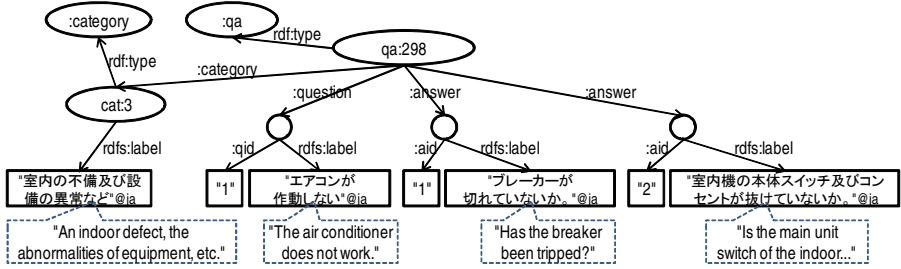 :category
:qa
rdf:type
qa:298
rdf:type
:category
cat:3
:question
:answer
:answer
rdfs:label
:qid
rdfs:label
:aid
rdfs:label
:aid
rdfs:label
"室内の不備及び設
備の異常など"@ja
"1"
"エアコンが
作動しない"@ja
"1"
"ブレーカーが
切れていないか。"@ja
"2"
"室内機の本体スイッチ及びコン
セントが抜けていないか。"@ja
"An indoor defect, the
abnormalities of equipment, etc."
"The air conditioner
does not work."
"Has the breaker
been tripped?"
"Is the main unit
switch of the indoor..."